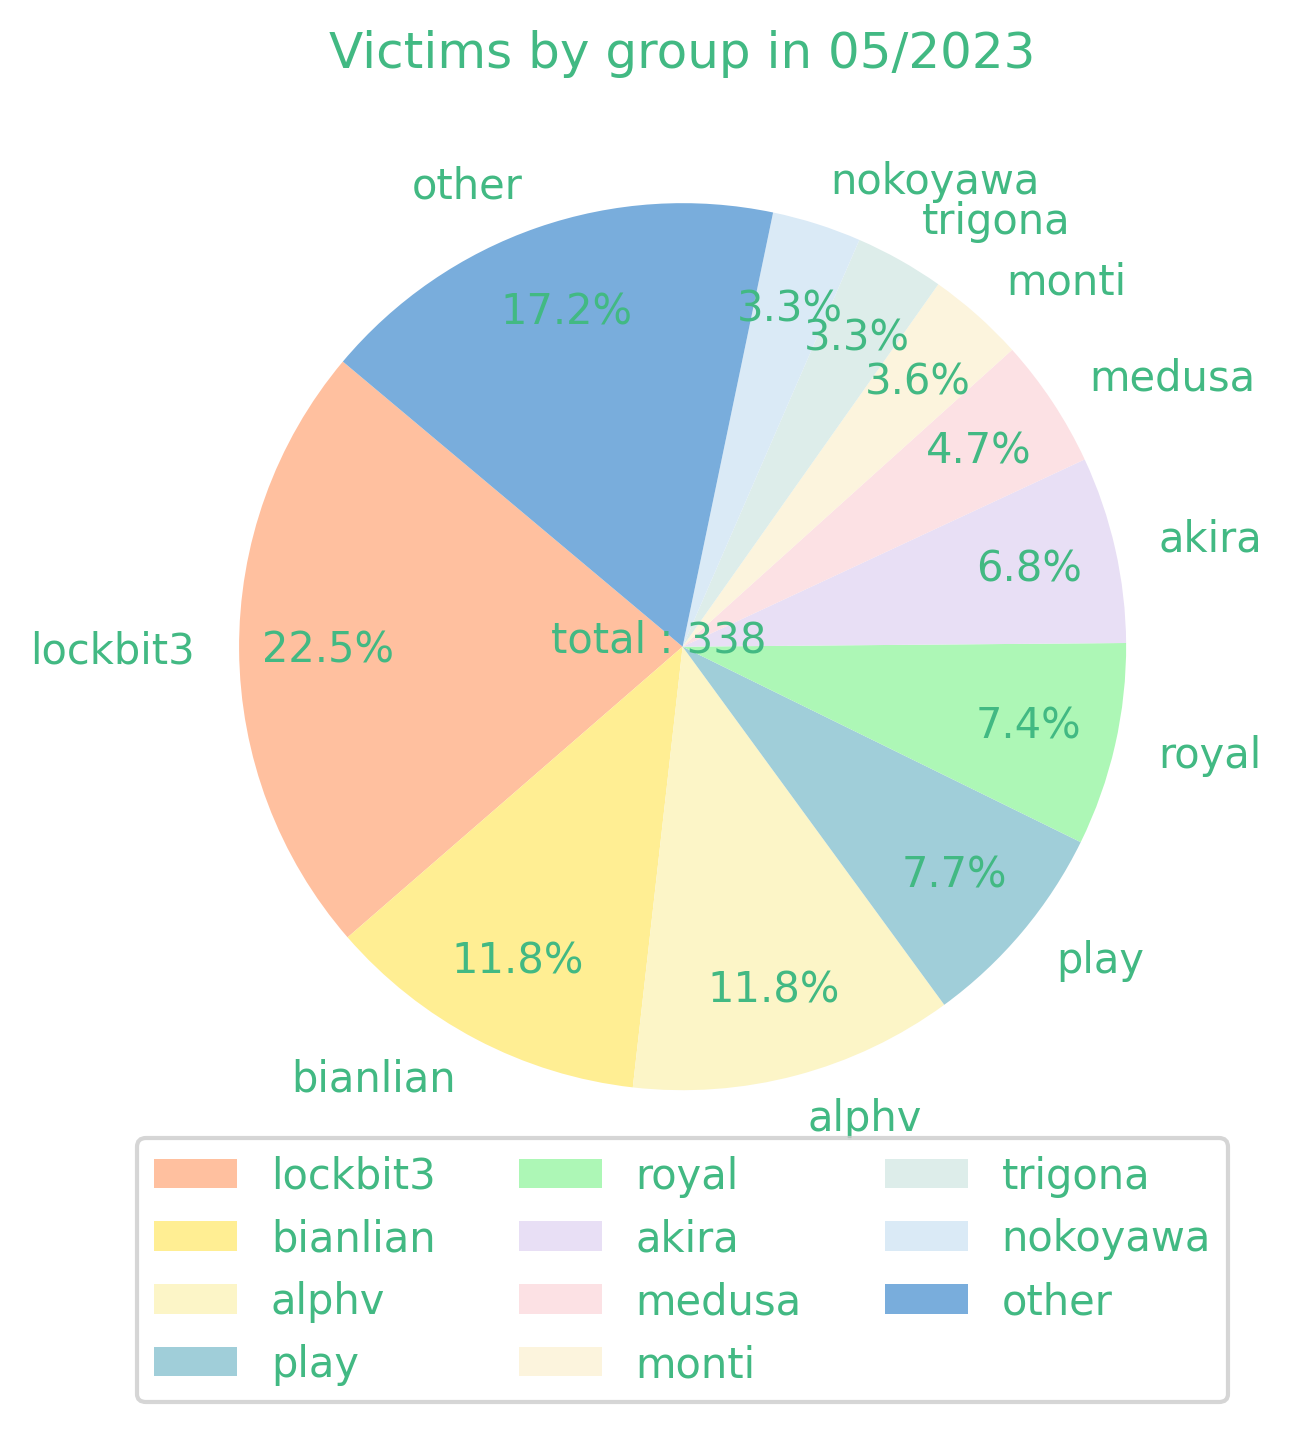 Victims by group in 05/2023
other
nokoyawa
trigona
monti
medusa
akira
royal
play
alphv
bianlian
lockbit3
17.2%
3.3%
3.3%
3.6%
4.7%
6.8%
7.4%
7.7%
11.8%
11.8%
22.5%
total : 338
lockbit3
bianlian
alphv
play
royal
akira
medusa
monti
trigona
nokoyawa
other